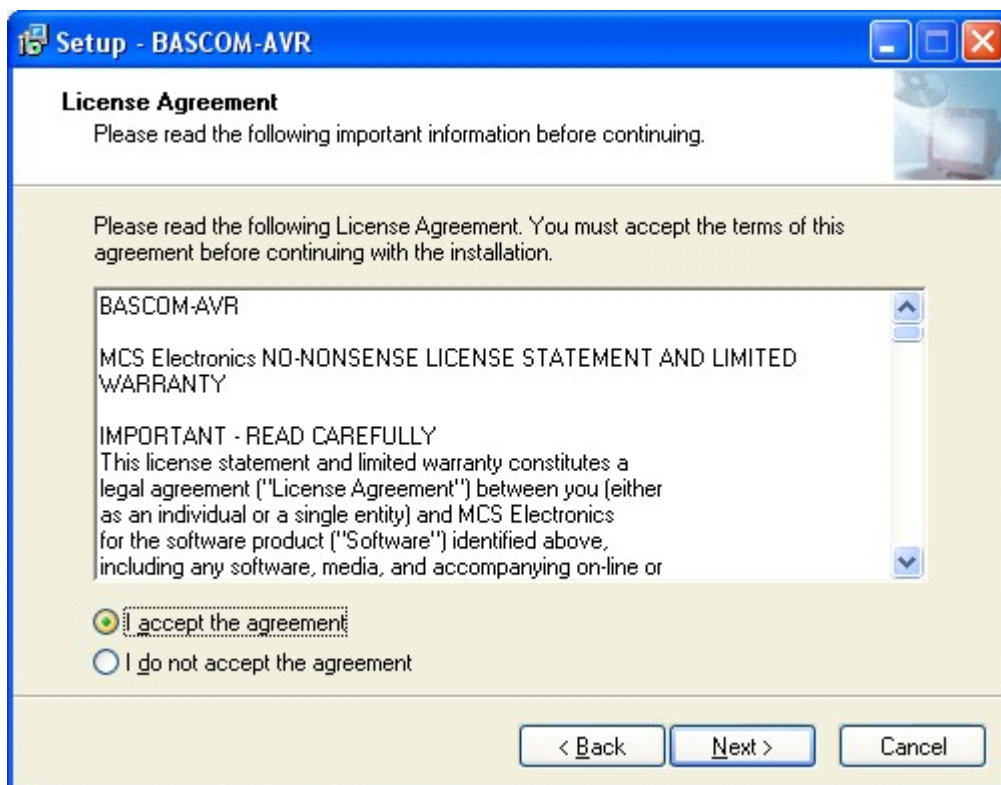 Setup - BASCOM-AVR
License Agreement
Please read the following important information before continuing.
Please read the following License Agreement. You must accept the terms of this
agreement before continuing with the installation.
BASCOM-AVR
MCS Electronics NO-NONSENSE LICENSE STATEMENT AND LIMITED
WARRANTY
IMPORTANT - READ CAREFULLY
This license statement and limited warranty constitutes a
legal agreement ("License Agreement") between you (either
as an individual or a single entity) and MCS Electronics
for the software product ("Software") identified above,
including any software, media, and accompanying on-line or
I accept the agreement
I do not accept the agreement
< Back Next > Cancel